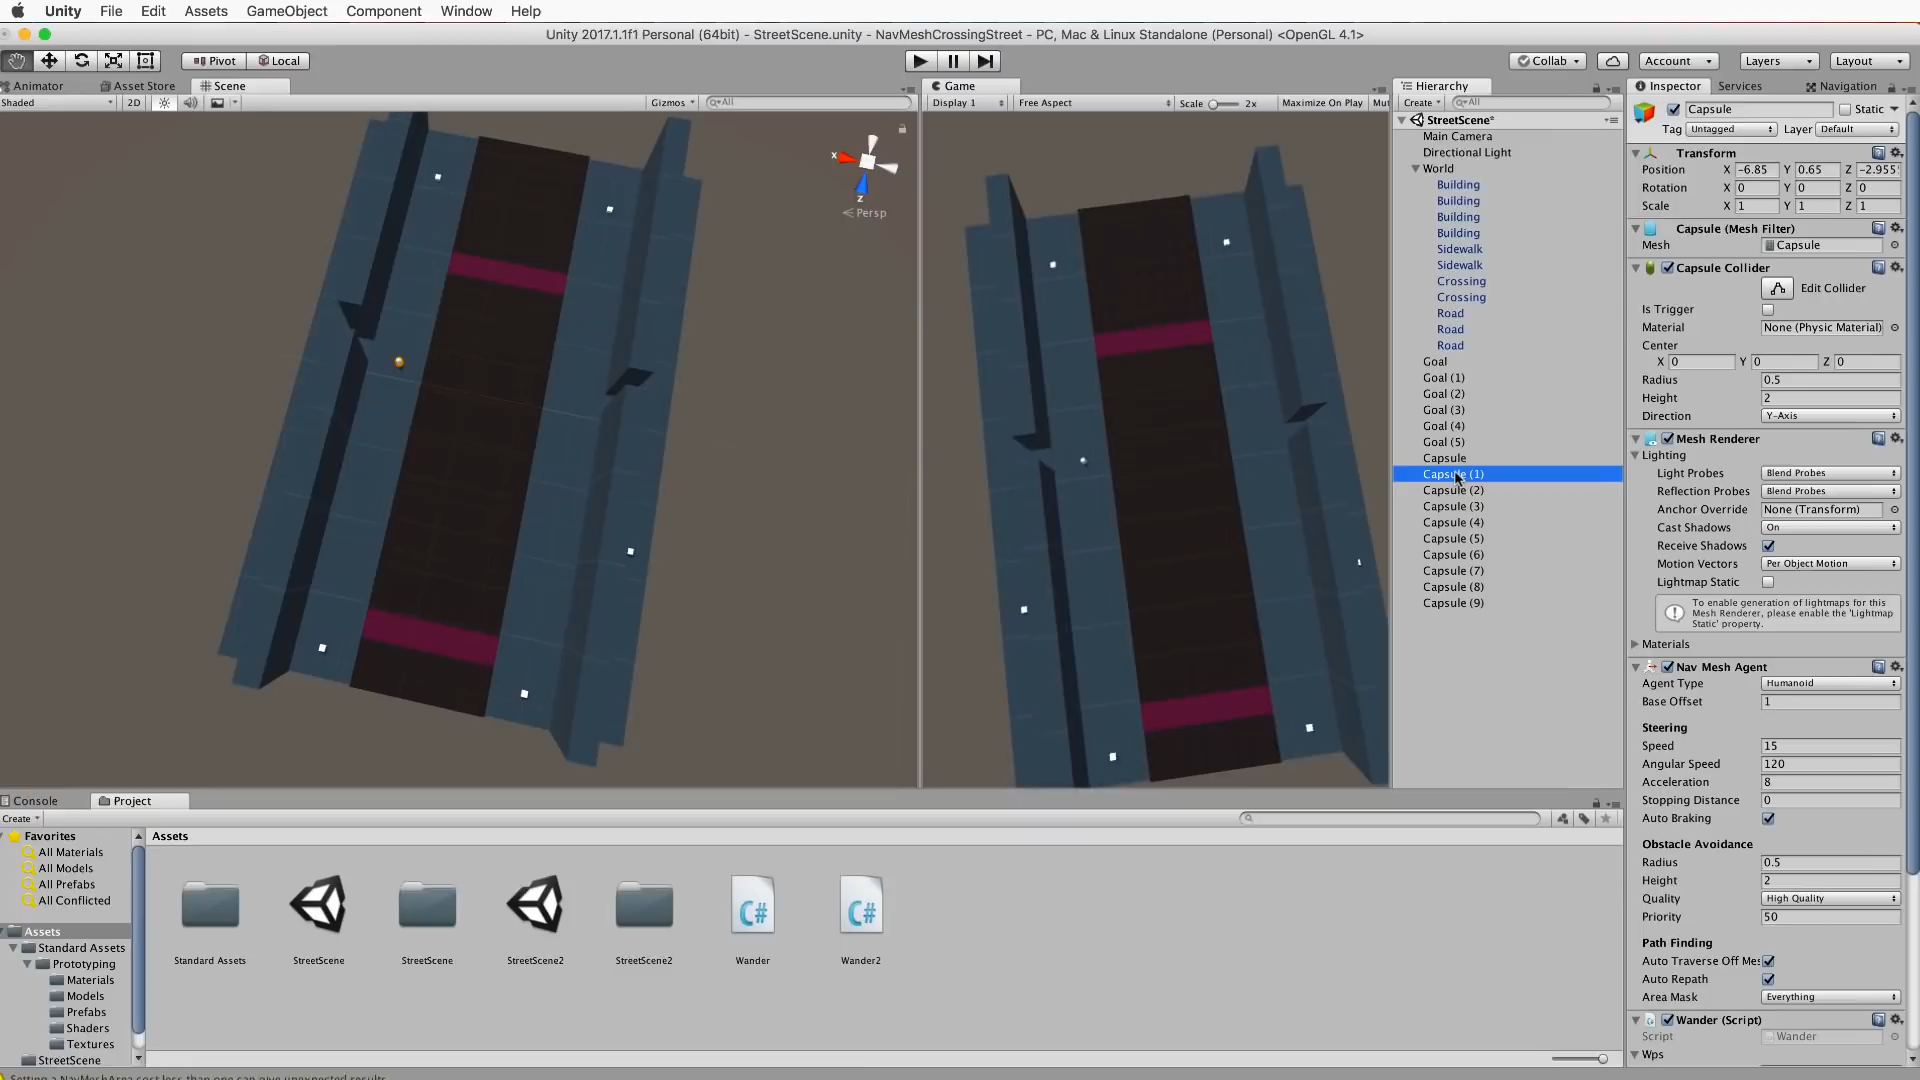 Unity File Edit Assets GameObject Component Window Help
Unity 2017.1.1f1 Personal (64bit) - StreetScene.unity - NavMeshCrossingStreet - PC, Mac & Linux Standalone (Personal) <OpenGL 4.1>
Pivot Local Collab Account Layers Layout
Animator Asset Store Scene Game Hierarchy Inspector Services Navigation
Shaded 2D Gizmos All Display 1 Free Aspect Scale 2x Maximize On Play Mut Create All
Capsule Static
Tag Untagged Layer Default
StreetScene*
Main Camera
Directional Light
World
Building
Building
Building
Building
Sidewalk
Sidewalk
Crossing
Crossing
Road
Road
Road
Goal
Goal (1)
Goal (2)
Goal (3)
Goal (4)
Goal (5)
Capsule
Capsule (1)
Capsule (2)
Capsule (3)
Capsule (4)
Capsule (5)
Capsule (6)
Capsule (7)
Capsule (8)
Capsule (9)
x
z
Persp
Transform
Position X -6.85 Y 0.65 Z -2.955
Rotation X 0 Y 0 Z 0
Scale X 1 Y 1 Z 1
Capsule (Mesh Filter)
Mesh Capsule
Capsule Collider
Edit Collider
Is Trigger
Material None (Physic Material)
Center
X 0 Y 0 Z 0
Radius 0.5
Height 2
Direction Y-Axis
Mesh Renderer
Lighting
Light Probes Blend Probes
Reflection Probes Blend Probes
Anchor Override None (Transform)
Cast Shadows On
Receive Shadows
Motion Vectors Per Object Motion
Lightmap Static
To enable generation of lightmaps for this
Mesh Renderer, please enable the 'Lightmap
Static' property.
Materials
Nav Mesh Agent
Agent Type Humanoid
Base Offset 1
Steering
Speed 15
Angular Speed 120
Acceleration 8
Stopping Distance 0
Auto Braking
Obstacle Avoidance
Radius 0.5
Height 2
Quality High Quality
Priority 50
Path Finding
Auto Traverse Off Mes
Auto Repath
Area Mask Everything
Wander (Script)
Script Wander
Wps
Console Project
Create
Favorites
All Materials
All Models
All Prefabs
All Conflicted
Assets
Standard Assets
Prototyping
Materials
Models
Prefabs
Shaders
Textures
StreetScene
Assets
C# C#
Standard Assets StreetScene StreetScene StreetScene2 StreetScene2 Wander Wander2
Setting a NavMeshArea cost less than one can give unexpected results